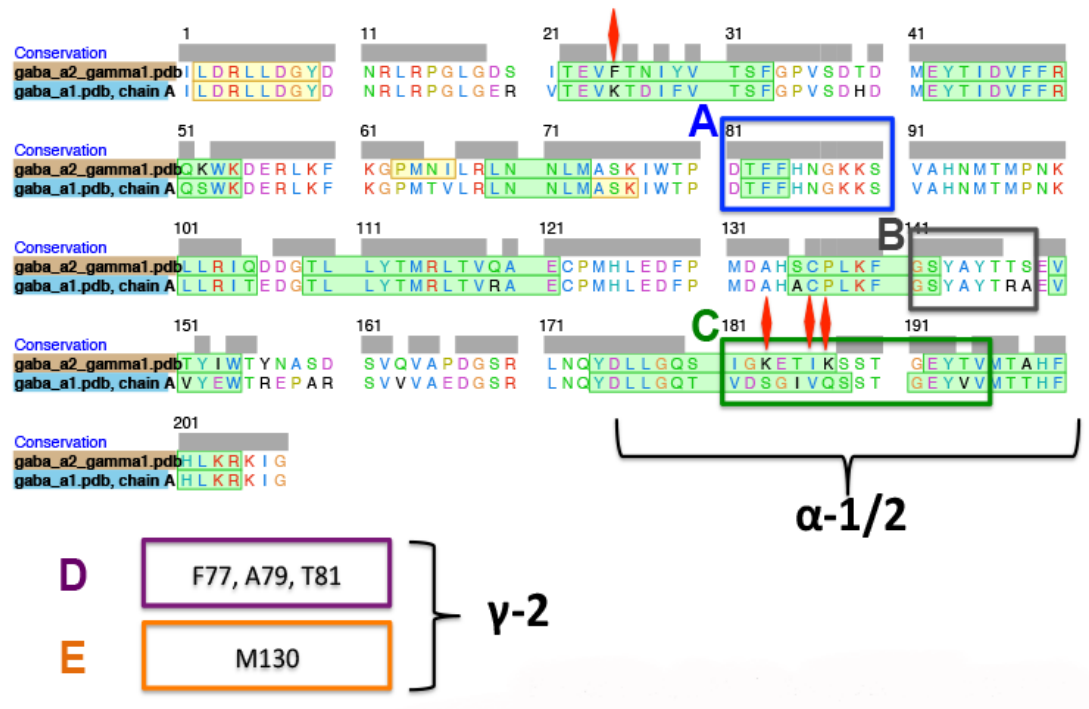 1 11 21 31 41
Conservation
gaba_a2_gamma1.pdb I L D R L L D G Y D N R L R P G L G D S I T E V F T N I Y V T S F G P V S D T D M E Y T I D V F F R
gaba_a1.pdb, chain A I L D R L L D G Y D N R L R P G L G E R V T E V K T D I F V T S F G P V S D H D M E Y T I D V F F R
A
51 61 71 81 91
Conservation
gaba_a2_gamma1.pdb Q K W K D E R L K F K G P M N I L R L N N L M A S K I W T P D T F F H N G K K S V A H N M T M P N K
gaba_a1.pdb, chain A Q S W K D E R L K F K G P M T V L R L N N L M A S K I W T P D T F F H N G K K S V A H N M T M P N K
B
101 111 121 131 141
Conservation
gaba_a2_gamma1.pdb L L R I Q D D G T L L Y T M R L T V Q A E C P M H L E D F P M D A H S C P L K F G S Y A Y T T S E V
gaba_a1.pdb, chain A L L R I T E D G T L L Y T M R L T V R A E C P M H L E D F P M D A H A C P L K F G S Y A Y T R A E V
C
151 161 171 181 191
Conservation
gaba_a2_gamma1.pdb T Y I W T Y N A S D S V Q V A P D G S R L N Q Y D L L G Q S I G K E T I K S S T G E Y T V M T A H F
gaba_a1.pdb, chain A V Y E W T R E P A R S V V V A E D G S R L N Q Y D L L G Q T V D S G I V Q S S T G E Y V V M T T H F
201
Conservation
gaba_a2_gamma1.pdb H L K R K I G
gaba_a1.pdb, chain A H L K R K I G
α-1/2
D F77, A79, T81
γ-2
E M130